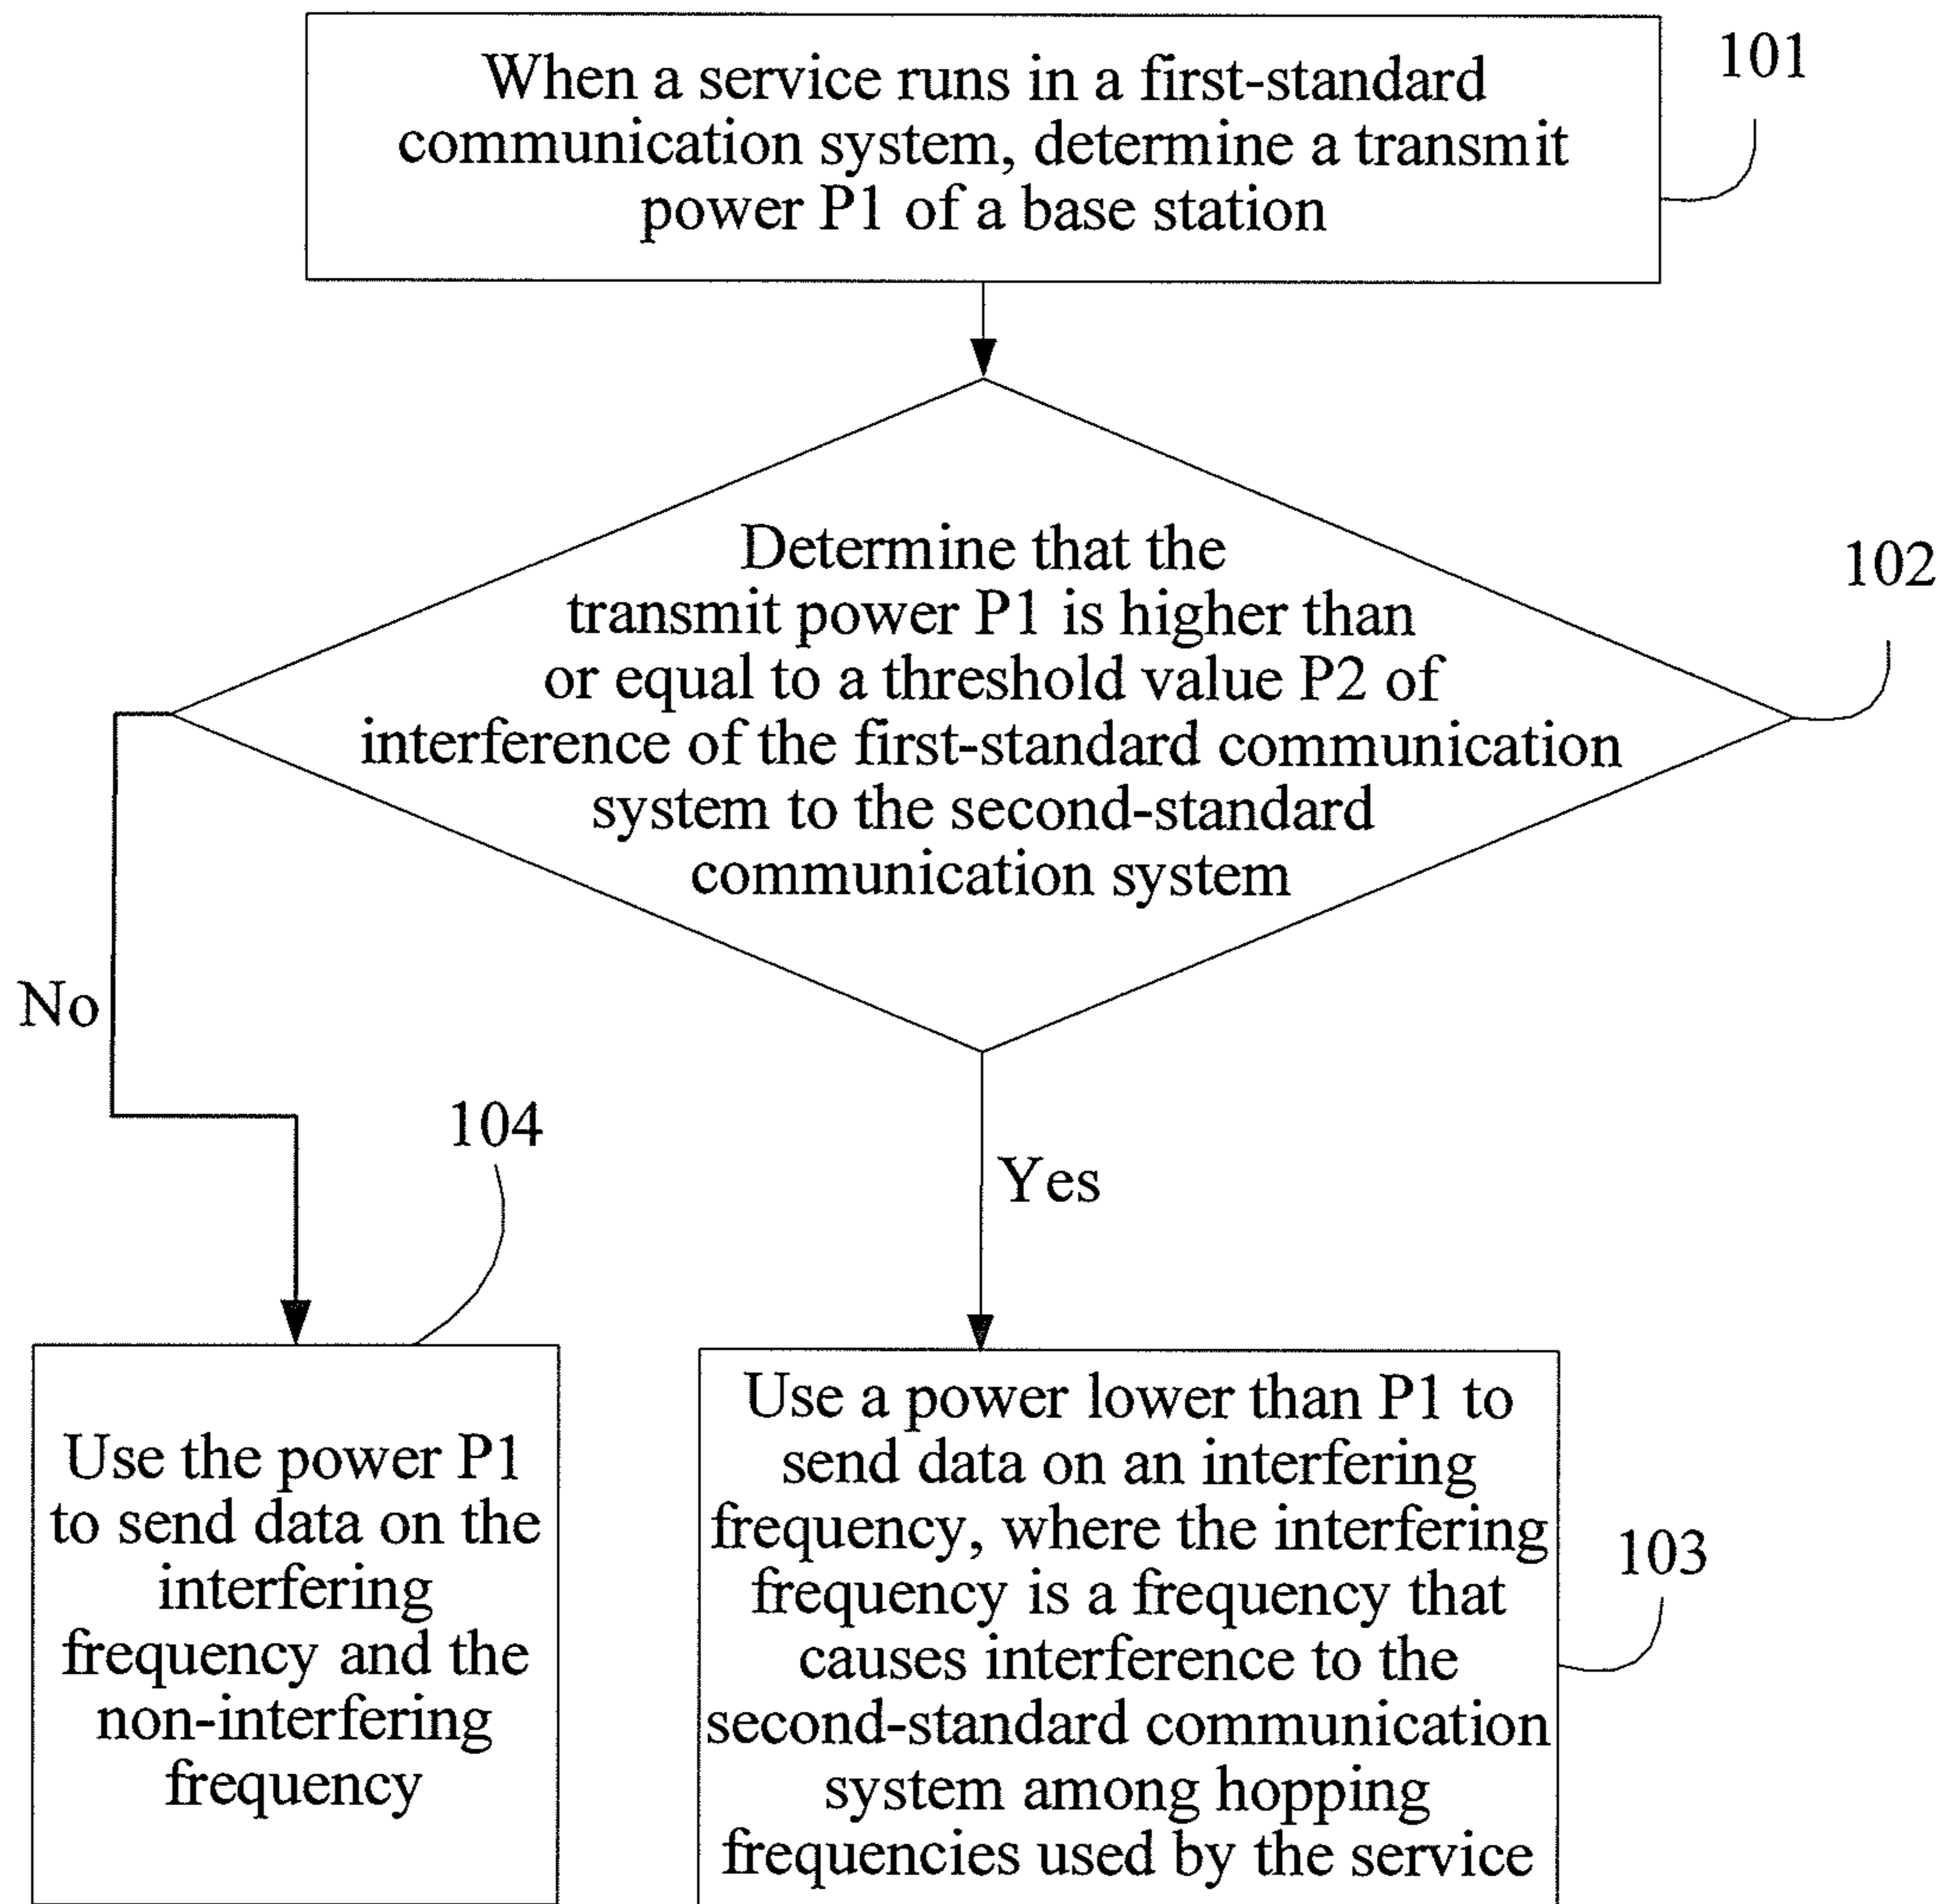 When a service runs in a first-standard
communication system, determine a transmit
power P1 of a base station
101
Determine that the
transmit power P1 is higher than
or equal to a threshold value P2 of
interference of the first-standard communication
system to the second-standard
communication system
102
No
Yes
104
Use the power P1
to send data on the
interfering
frequency and the
non-interfering
frequency
Use a power lower than P1 to
send data on an interfering
frequency, where the interfering
frequency is a frequency that
causes interference to the
second-standard communication
system among hopping
frequencies used by the service
103